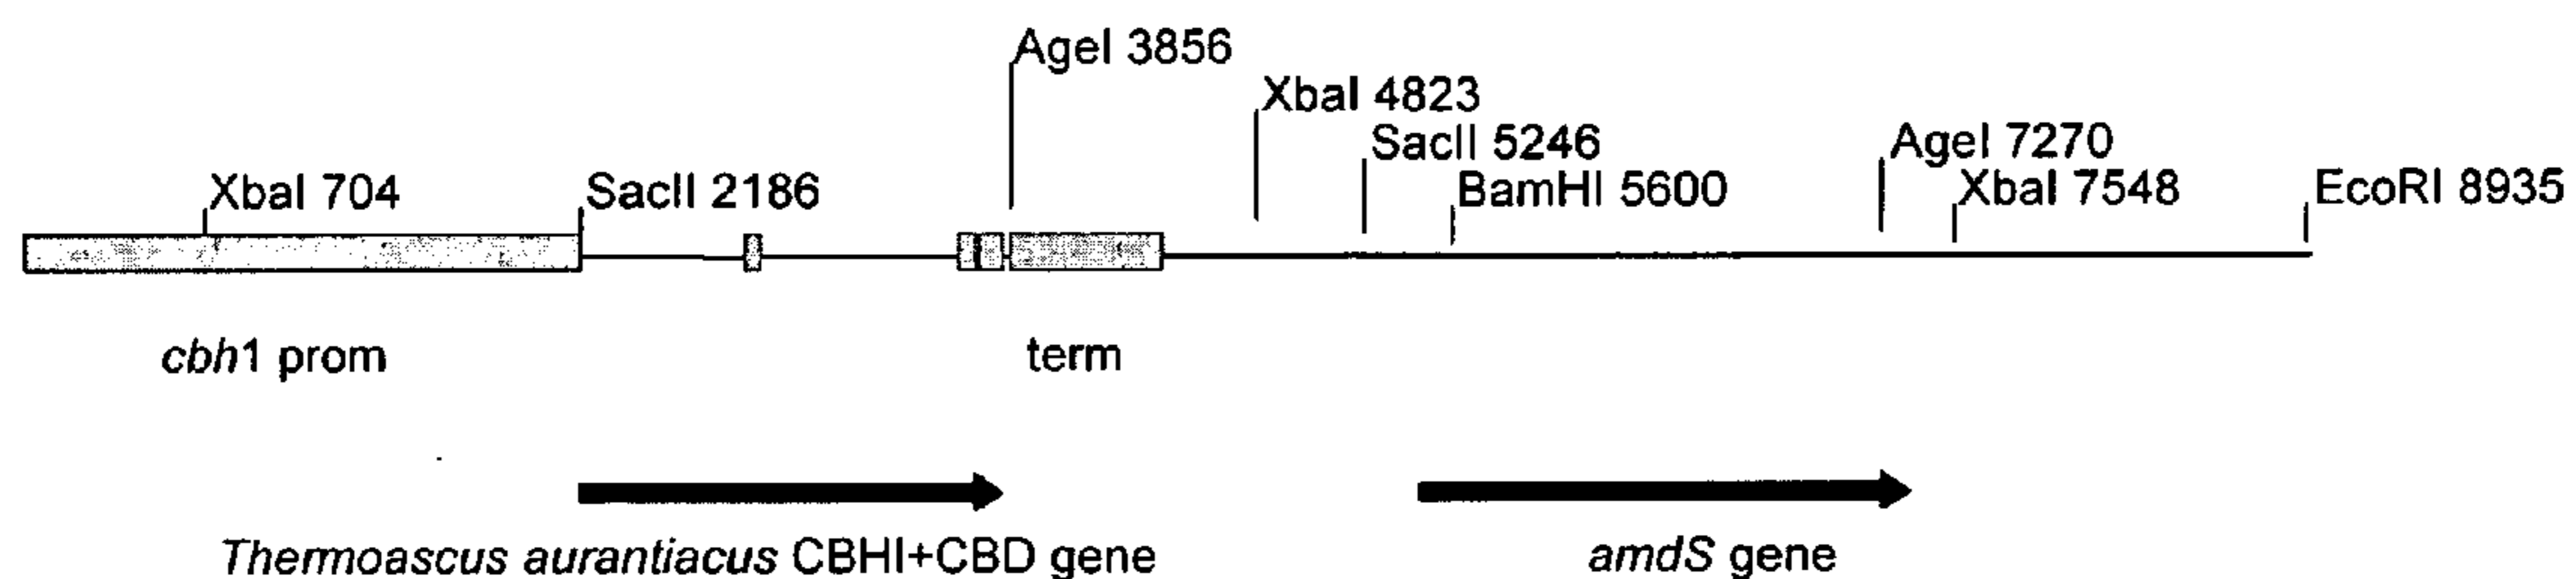 AgeI 3856
XbaI 4823
SacII 5246
AgeI 7270
XbaI 704
SacII 2186
BamHI 5600
XbaI 7548
EcoRI 8935
cbh1 prom
term
Thermoascus aurantiacus CBHI+CBD gene
amdS gene